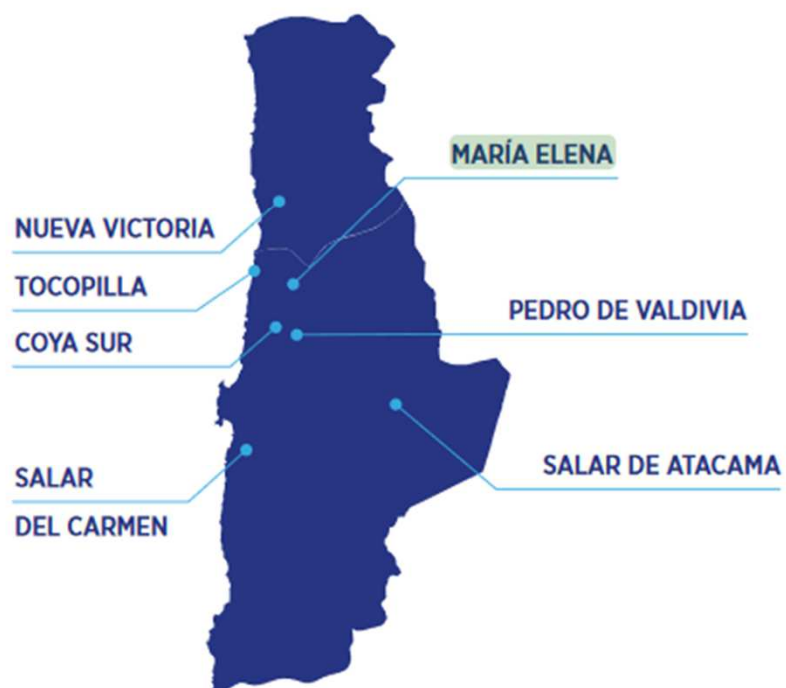 MARÍA ELENA
NUEVA VICTORIA
TOCOPILLA
PEDRO DE VALDIVIA
COYA SUR
SALAR DE ATACAMA
SALAR
DEL CARMEN